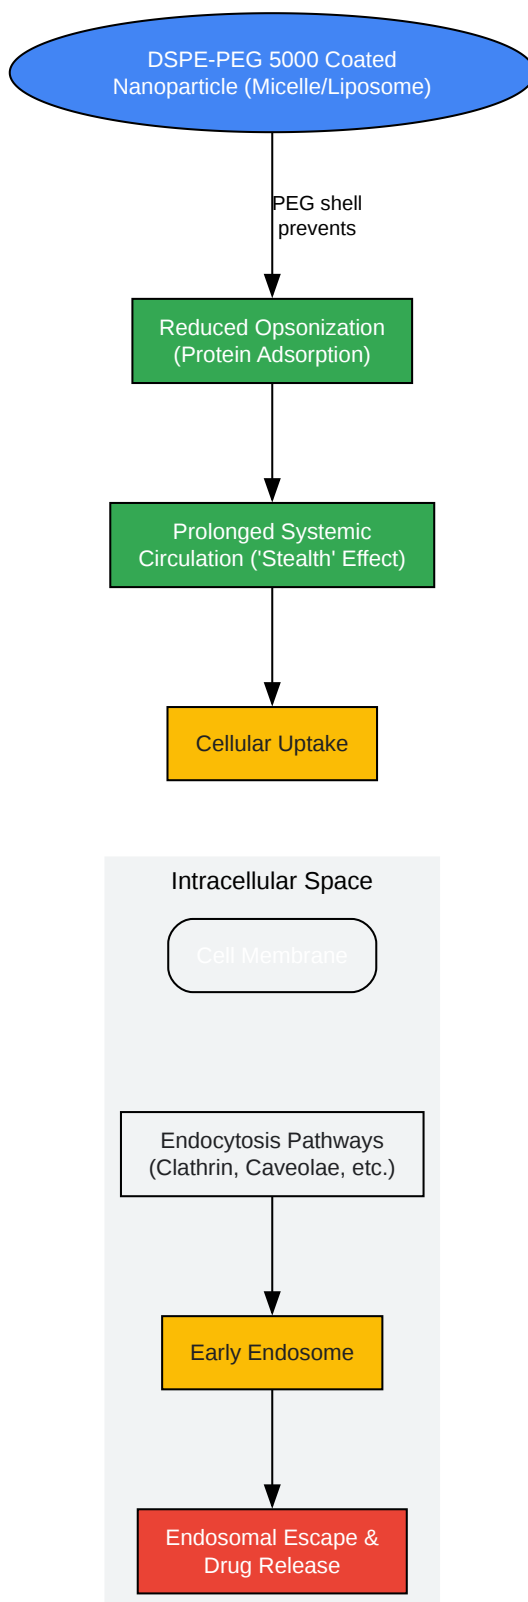 DSPE-PEG 5000 Coated
Nanoparticle (Micelle/Liposome)
PEG shell
prevents
Reduced Opsonization
(Protein Adsorption)
Prolonged Systemic
Circulation ('Stealth' Effect)
Cellular Uptake
Intracellular Space
Cell Membrane
Endocytosis Pathways
(Clathrin, Caveolae, etc.)
Early Endosome
Endosomal Escape &
Drug Release